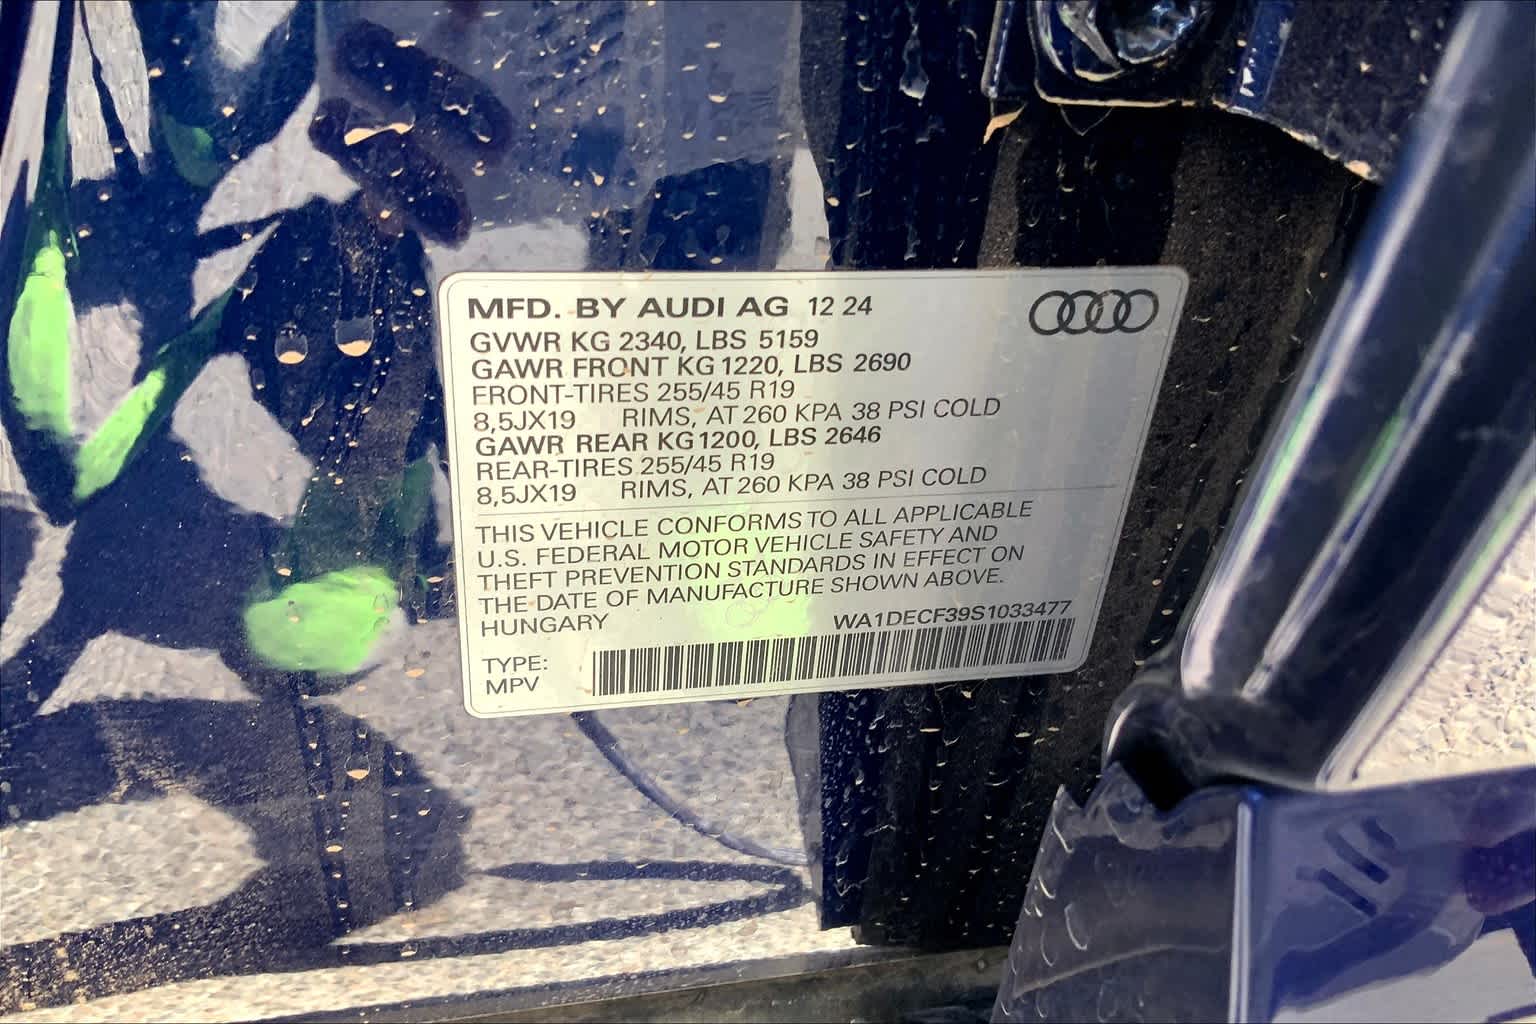 MFD. BY AUDI AG 12 24
GVWR KG 2340, LBS 5159
GAWR FRONT KG 1220, LBS 2690
FRONT-TIRES 255/45 R19
8,5JX19 RIMS, AT 260 KPA 38 PSI COLD
GAWR REAR KG 1200, LBS 2646
REAR-TIRES 255/45 R19
8,5JX19 RIMS, AT 260 KPA 38 PSI COLD
THIS VEHICLE CONFORMS TO ALL APPLICABLE
U.S. FEDERAL MOTOR VEHICLE SAFETY AND
THEFT PREVENTION STANDARDS IN EFFECT ON
THE DATE OF MANUFACTURE SHOWN ABOVE.
HUNGARY WA1DECF39S1033477
TYPE:
MPV